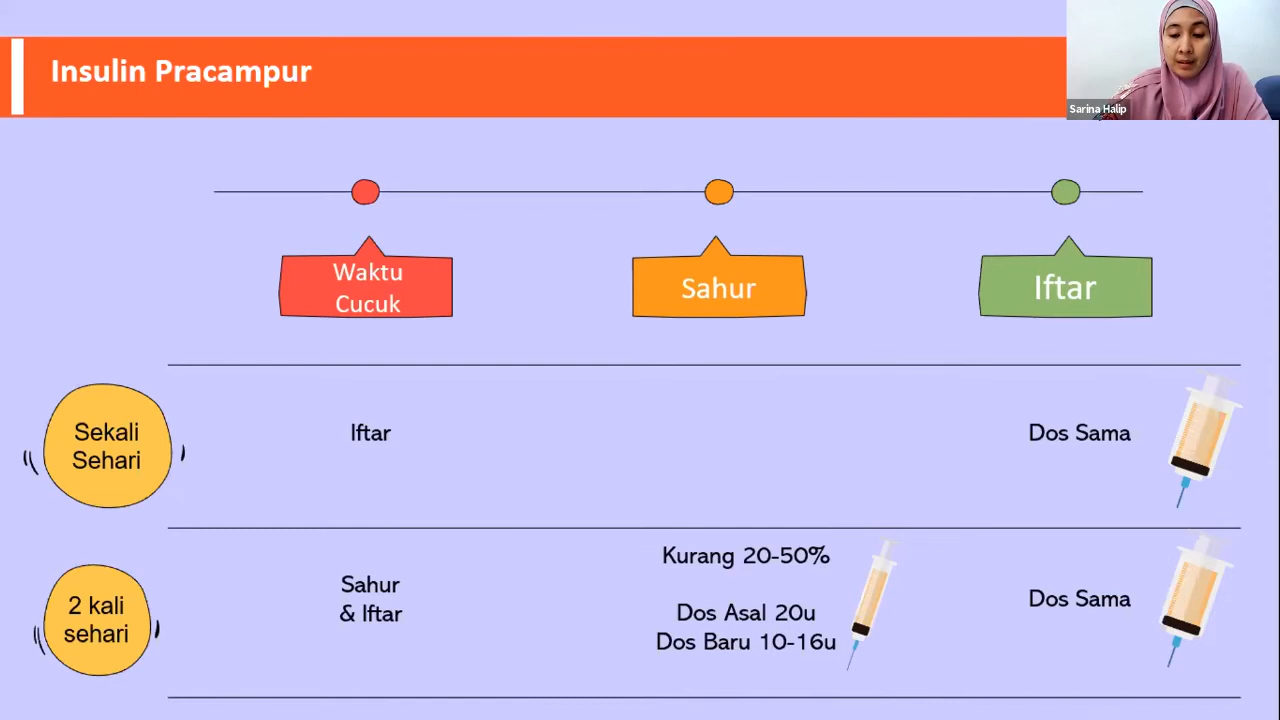 Insulin Pracampur
Sarina Halip
Waktu
Cucuk
Sahur
Iftar
Sekali
Sehari
Iftar
Dos Sama
2 kali
sehari
Sahur
& Iftar
Kurang 20-50%
Dos Asal 20u
Dos Baru 10-16u
Dos Sama